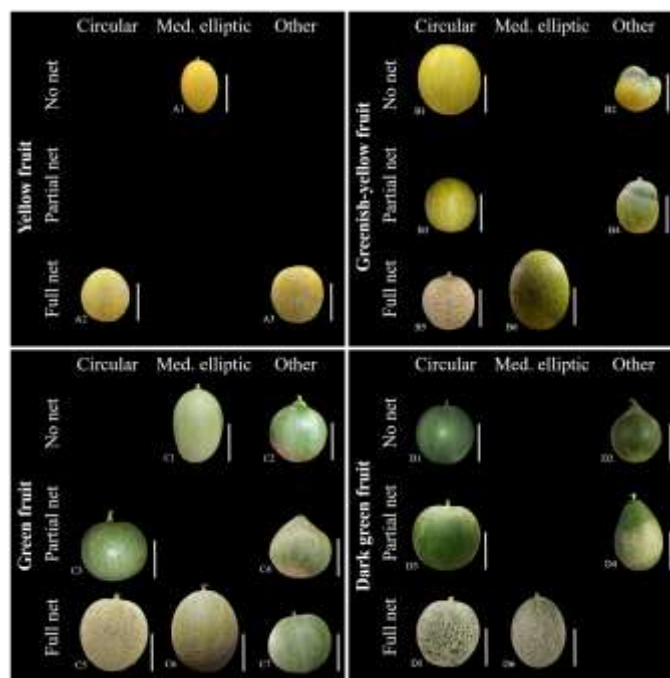 Circular Med. elliptic Other
Yellow fruit
No net
A1
Partial net
Full net
A2 A3
Circular Med. elliptic Other
Greenish-yellow fruit
No net
B1 B2
Partial net
B3 B4
Full net
B5 B6
Circular Med. elliptic Other
Green fruit
No net
C1 C2
Partial net
C3 C4
Full net
C5 C6 C7
Circular Med. elliptic Other
Dark green fruit
No net
D1 D2
Partial net
D3 D4
Full net
D6